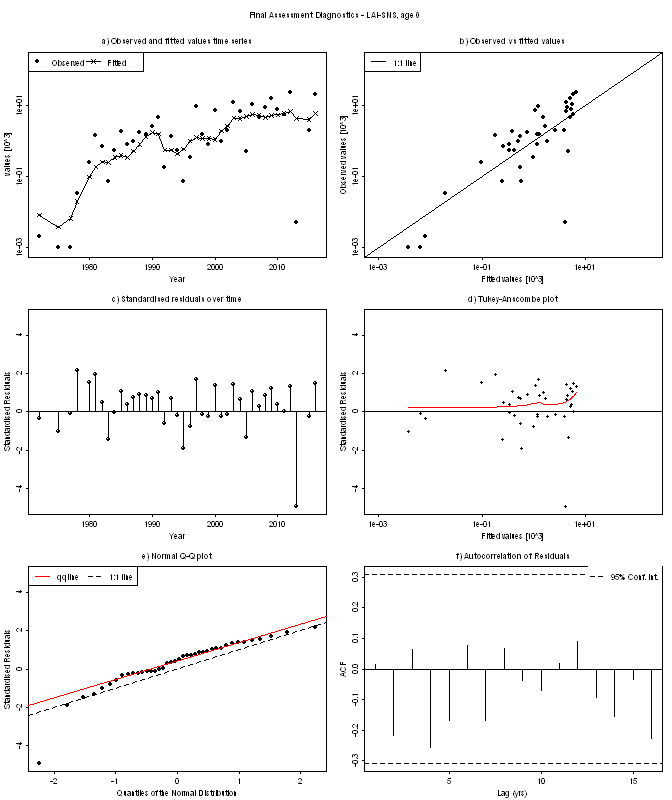 Final Assessment Diagnostics - LAI-SNS, age 0
a) Observed and fitted values time series
Observed Fitted
values [10^3]
1e+01
1e-01
1e-03
1980 1990 2000 2010
Year
b) Observed vs fitted values
1:1 line
Observed values [10^3]
1e+01
1e-01
1e-03
1e-03 1e-01 1e+01
Fitted values [10^3]
c) Standardised residuals over time
Standardised Residuals
4
2
0
-2
-4
1980 1990 2000 2010
Year
d) Tukey-Anscombe plot
Standardised Residuals
4
2
0
-2
-4
1e-03 1e-01 1e+01
Fitted values [10^3]
e) Normal Q-Q plot
qq line 1:1 line
Standardised Residuals
4
2
0
-2
-4
-2 -1 0 1 2
Quantiles of the Normal Distribution
f) Autocorrelation of Residuals
95% Conf. Int.
ACF
0.3
0.2
0.1
0.0
-0.1
-0.2
-0.3
5 10 15
Lag (yrs)